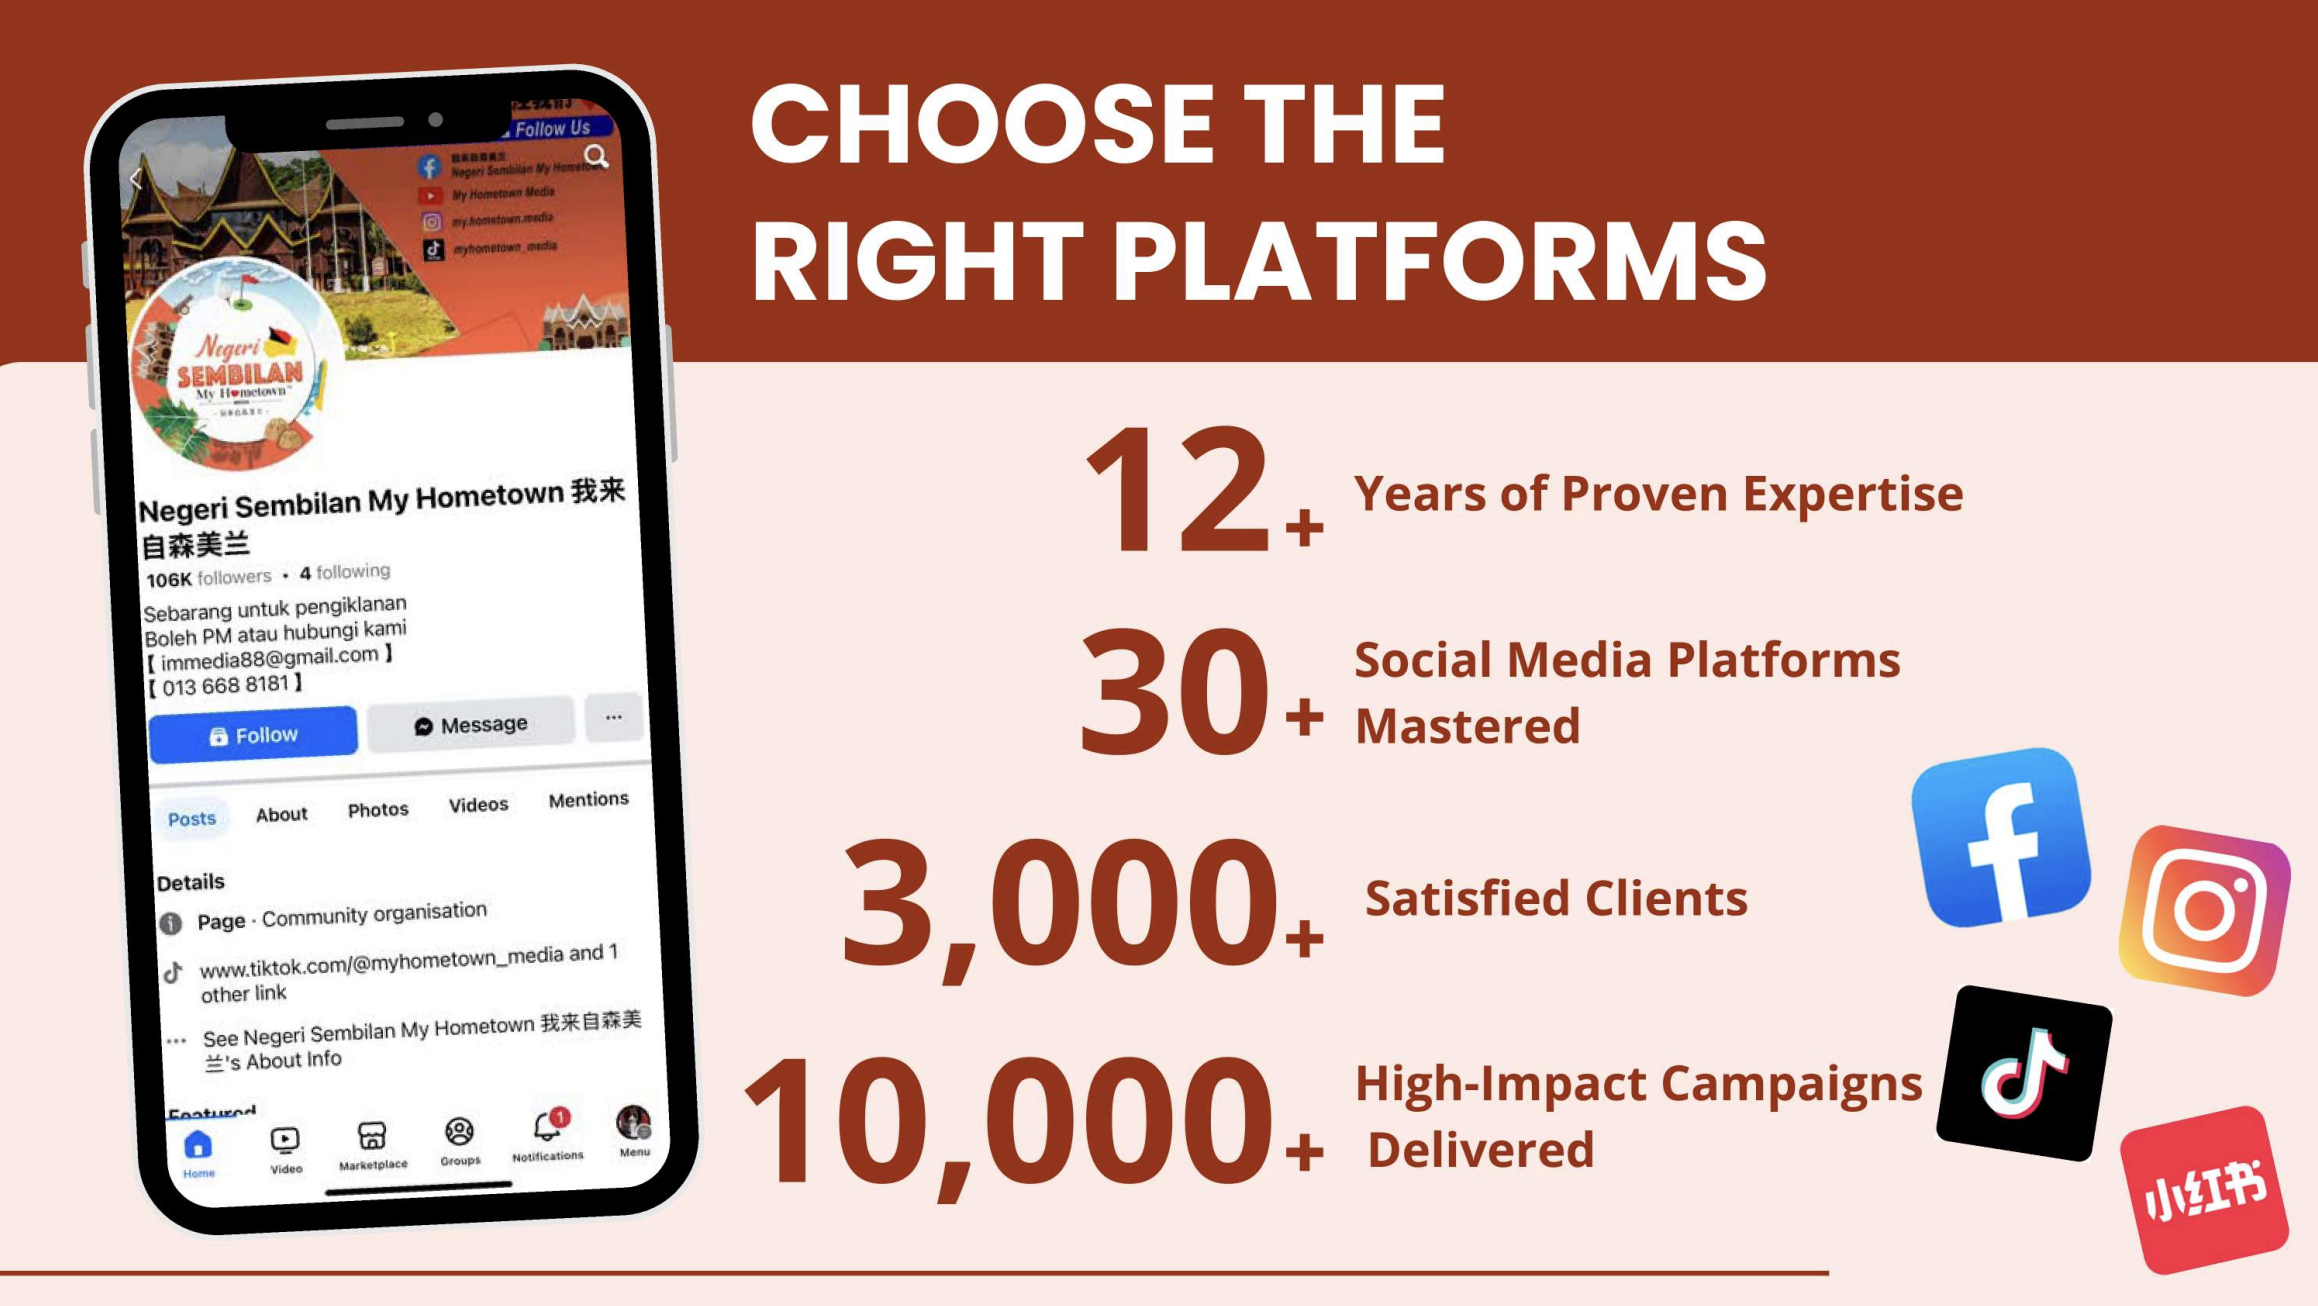 CHOOSE THE
RIGHT PLATFORMS
Follow Us
Negeri Sembilan My Hometown
My Hometown Media
my.hometown.media
myhometown_media
Negeri
SEMBILAN
My Hometown
Negeri Sembilan My Hometown 我来
自森美兰
106K followers • 4 following
Sebarang untuk pengiklanan
Boleh PM atau hubungi kami
【 immedia88@gmail.com 】
【 013 668 8181 】
Follow
Message
...
Posts
About
Photos
Videos
Mentions
Details
Page · Community organisation
www.tiktok.com/@myhometown_media and 1
other link
See Negeri Sembilan My Hometown 我来自森美
兰's About Info
Featured
Home
Video
Marketplace
Groups
1
Notifications
Menu
12+ Years of Proven Expertise
30+ Social Media Platforms
Mastered
3,000+ Satisfied Clients
10,000+ High-Impact Campaigns
Delivered
小红书